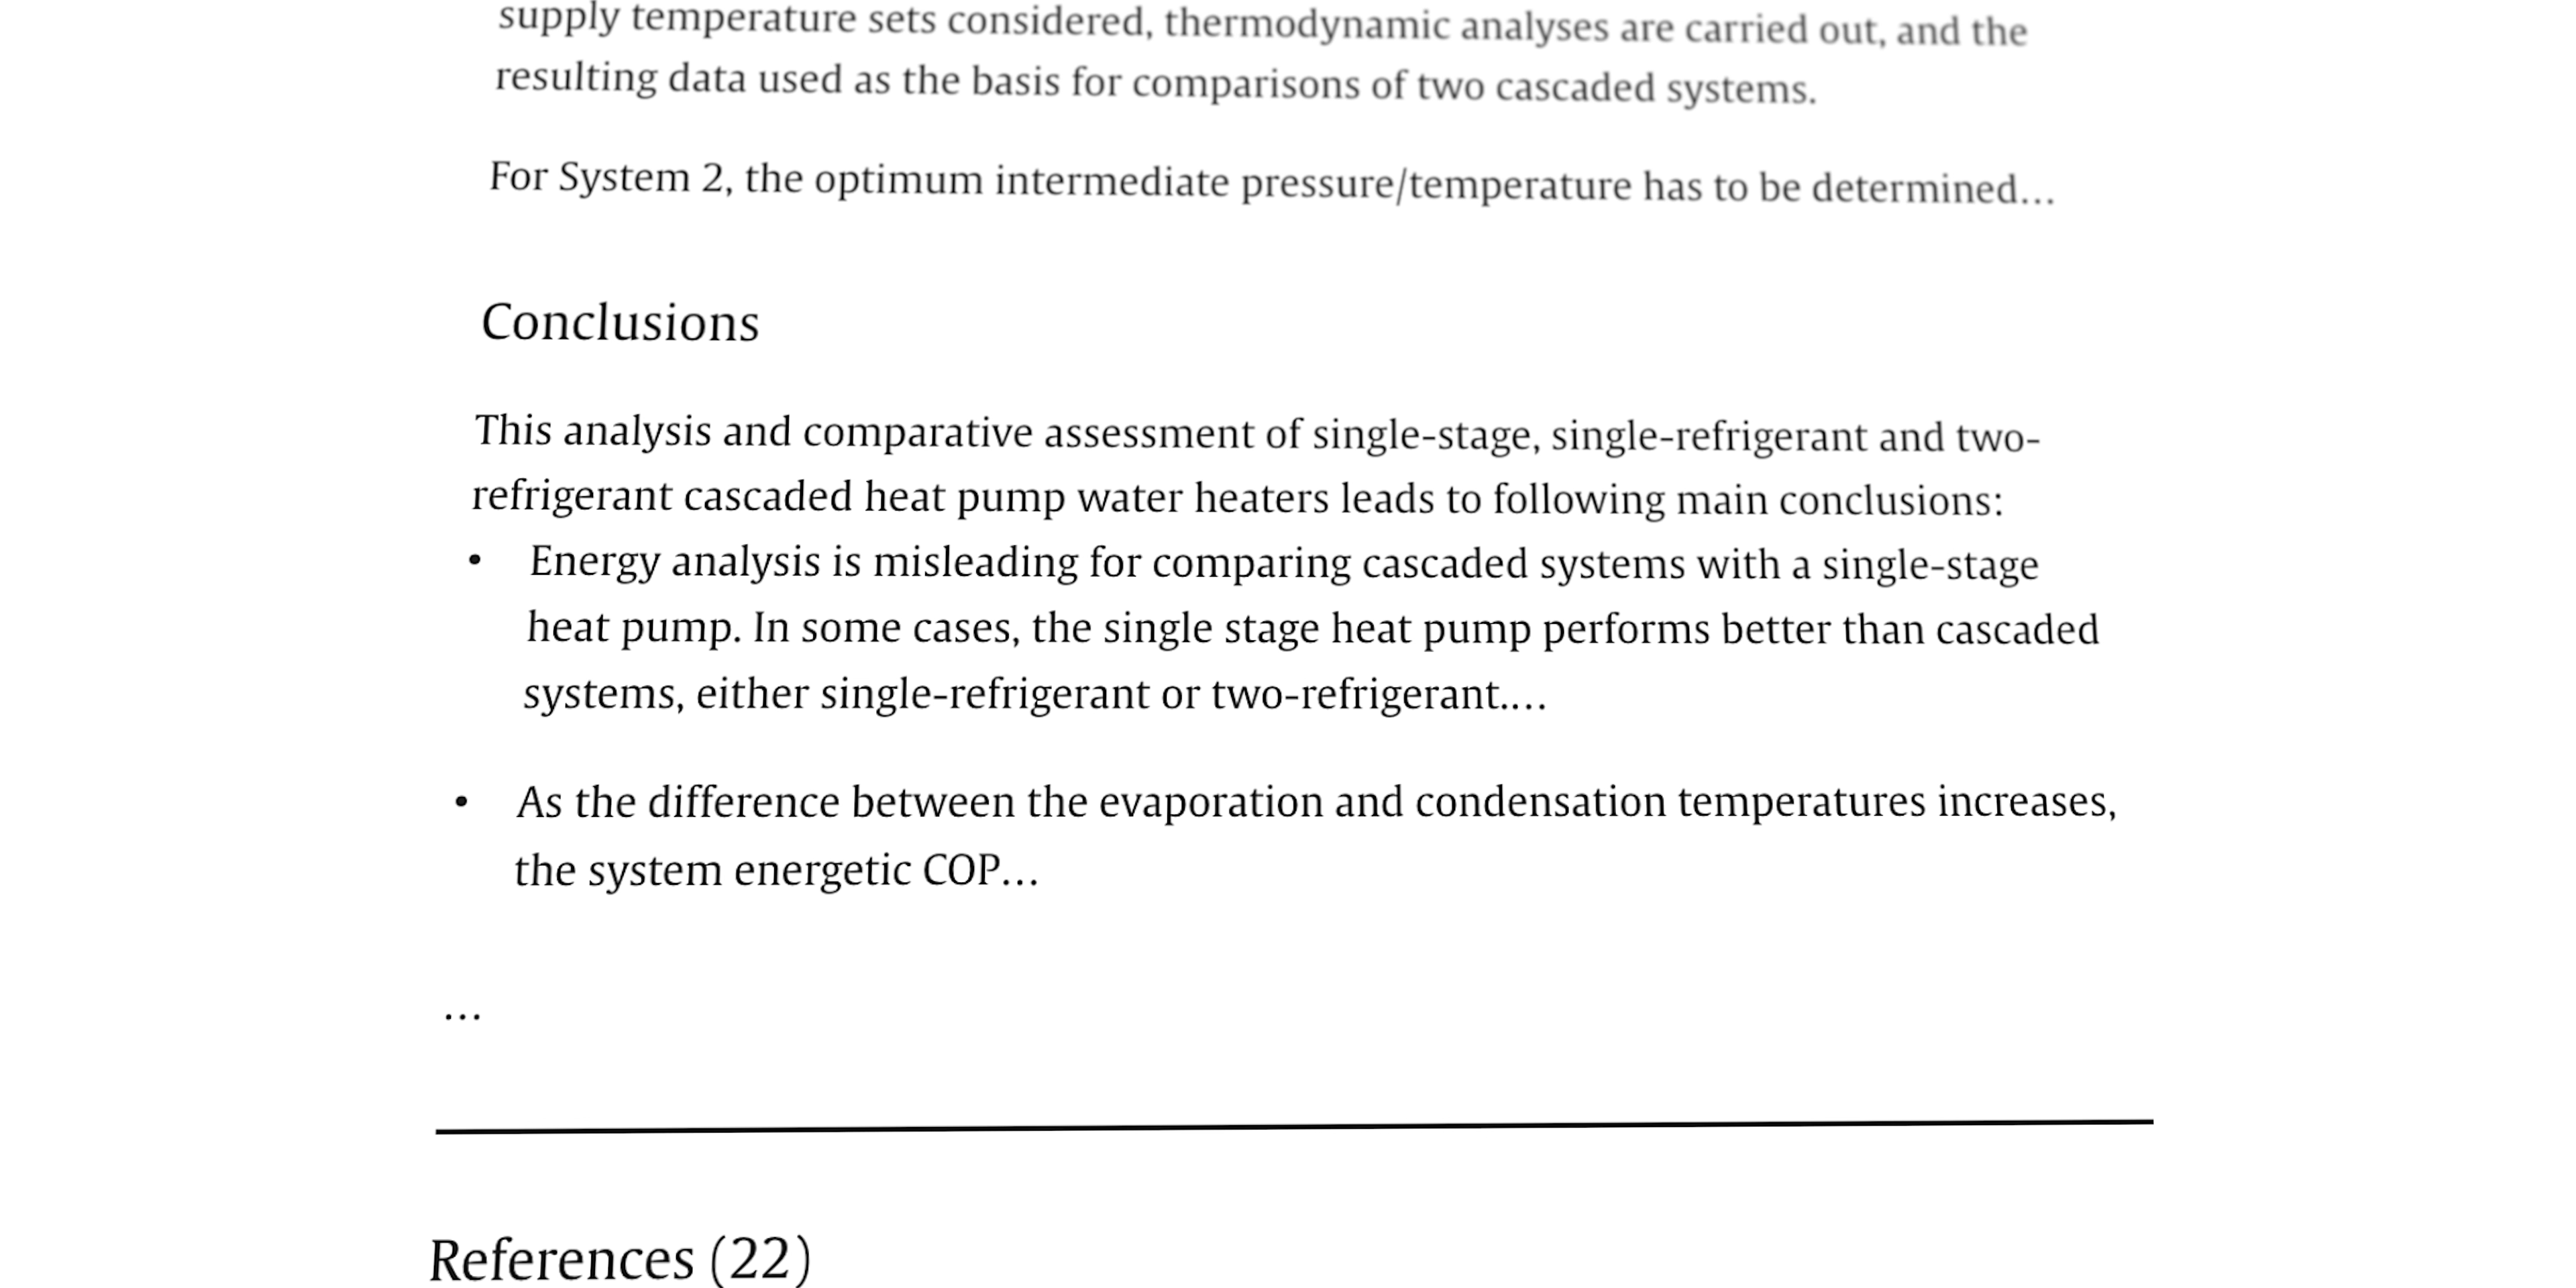 supply temperature sets considered, thermodynamic analyses are carried out, and the
resulting data used as the basis for comparisons of two cascaded systems.
For System 2, the optimum intermediate pressure/temperature has to be determined…
Conclusions
This analysis and comparative assessment of single-stage, single-refrigerant and two-
refrigerant cascaded heat pump water heaters leads to following main conclusions:
• Energy analysis is misleading for comparing cascaded systems with a single-stage
heat pump. In some cases, the single stage heat pump performs better than cascaded
systems, either single-refrigerant or two-refrigerant.…
• As the difference between the evaporation and condensation temperatures increases,
the system energetic COP…
…
References (22)